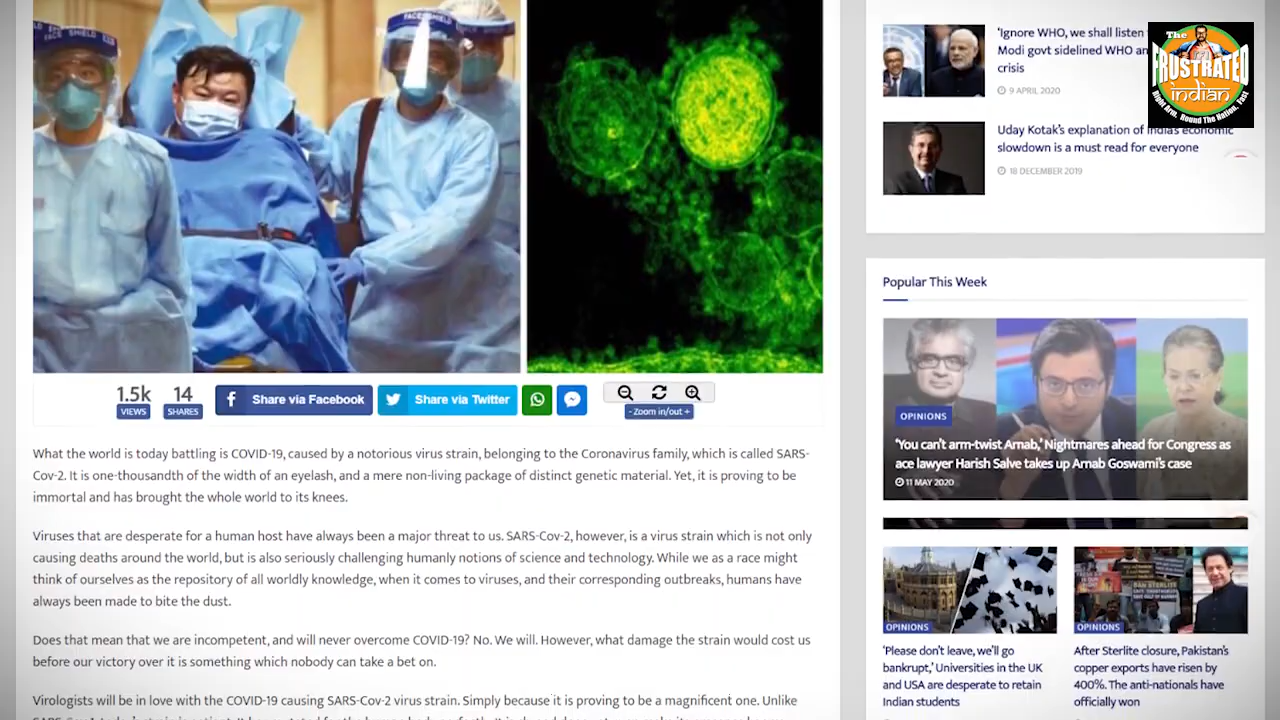 FACE SHIELD
FACE SHIELD
1.5k
VIEWS
14
SHARES
Share via Facebook
Share via Twitter
- Zoom in/out +
What the world is today battling is COVID-19, caused by a notorious virus strain, belonging to the Coronavirus family, which is called SARS-
Cov-2. It is one-thousandth of the width of an eyelash, and a mere non-living package of distinct genetic material. Yet, it is proving to be
immortal and has brought the whole world to its knees.
Viruses that are desperate for a human host have always been a major threat to us. SARS-Cov-2, however, is a virus strain which is not only
causing deaths around the world, but is also seriously challenging humanly notions of science and technology. While we as a race might
think of ourselves as the repository of all worldly knowledge, when it comes to viruses, and their corresponding outbreaks, humans have
always been made to bite the dust.
Does that mean that we are incompetent, and will never overcome COVID-19? No. We will. However, what damage the strain would cost us
before our victory over it is something which nobody can take a bet on.
Virologists will be in love with the COVID-19 causing SARS-Cov-2 virus strain. Simply because it is proving to be a magnificent one. Unlike
'Ignore WHO, we shall listen
Modi govt sidelined WHO an
crisis
9 APRIL 2020
Uday Kotak's explanation of India's economic
slowdown is a must read for everyone
18 DECEMBER 2019
The
FRUSTRATED
indian
Right Arm, Round The Nation, Fast
Popular This Week
OPINIONS
'You can't arm-twist Arnab,' Nightmares ahead for Congress as
ace lawyer Harish Salve takes up Arnab Goswami's case
11 MAY 2020
OPINIONS
'Please don't leave, we'll go
bankrupt,' Universities in the UK
and USA are desperate to retain
Indian students
BAN STERLITE
OPINIONS
After Sterlite closure, Pakistan's
copper exports have risen by
400%. The anti-nationals have
officially won